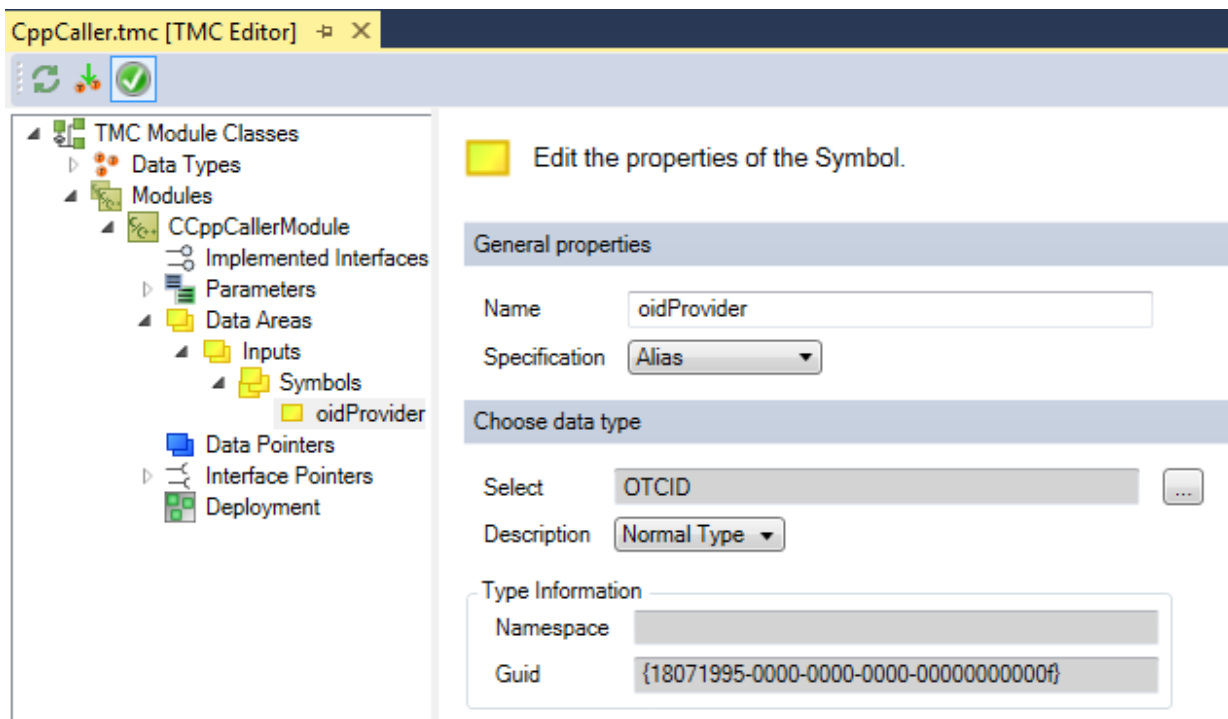 CppCaller.tmc [TMC Editor]
TMC Module Classes
Data Types
Modules
CCppCallerModule
Implemented Interfaces
Parameters
Data Areas
Inputs
Symbols
oidProvider
Data Pointers
Interface Pointers
Deployment
Edit the properties of the Symbol.
General properties
Name oidProvider
Specification Alias
Choose data type
Select OTCID ...
Description Normal Type
Type Information
Namespace
Guid {18071995-0000-0000-0000-00000000000f}